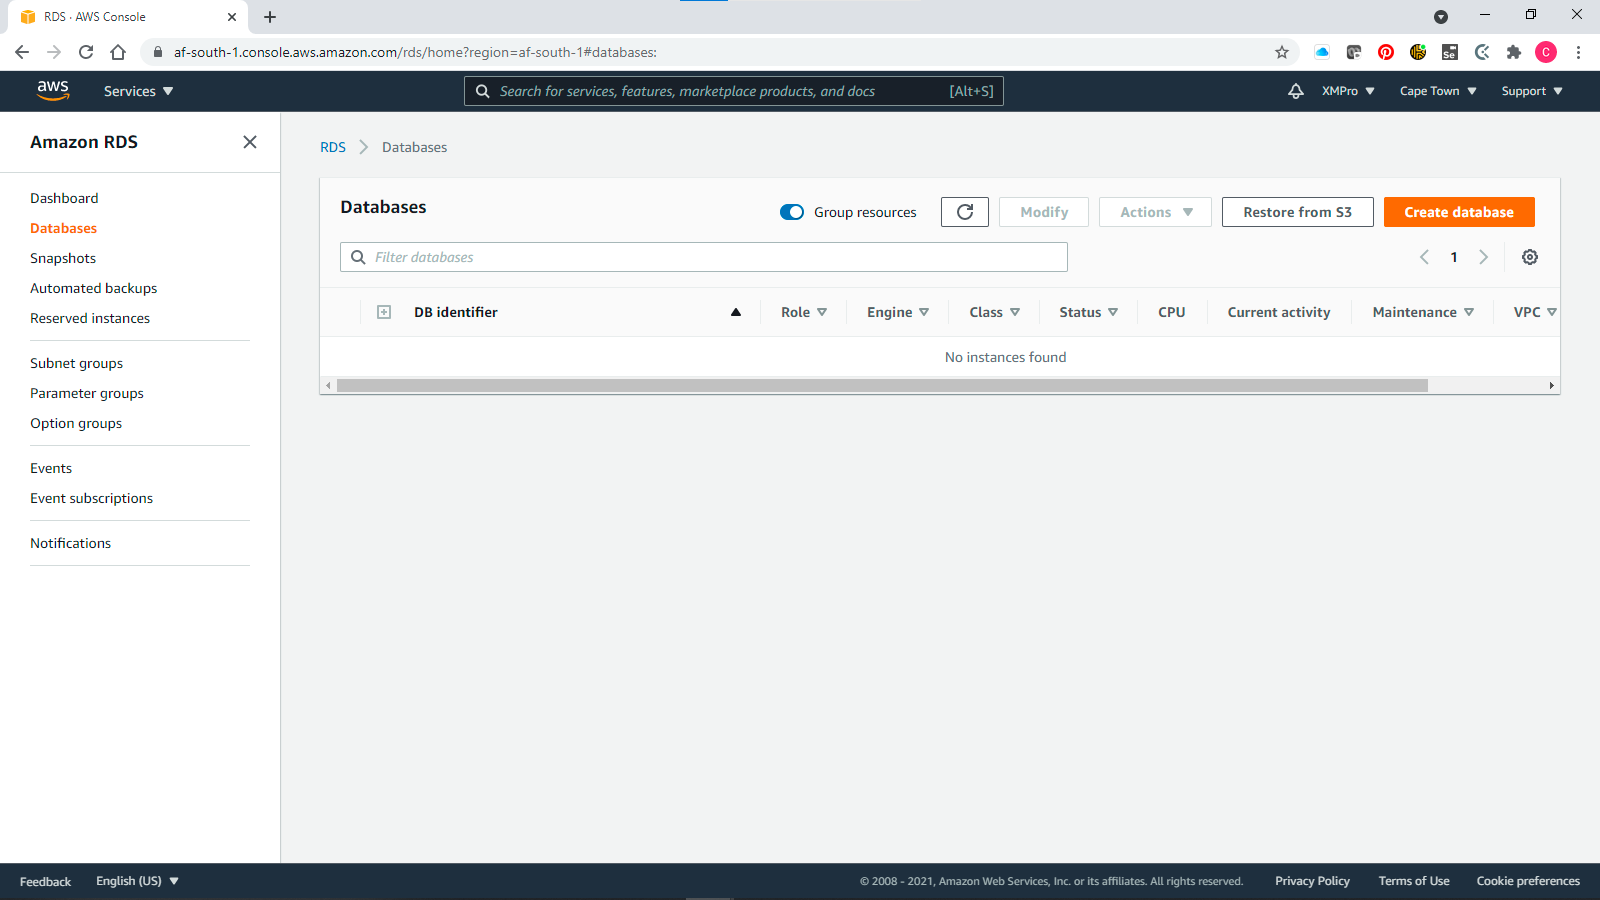 RDS · AWS Console
af-south-1.console.aws.amazon.com/rds/home?region=af-south-1#databases:
Se
C
aws
Services
Search for services, features, marketplace products, and docs [Alt+S]
XMPro
Cape Town
Support
Amazon RDS
Dashboard
Databases
Snapshots
Automated backups
Reserved instances
Subnet groups
Parameter groups
Option groups
Events
Event subscriptions
Notifications
RDS Databases
Databases
Group resources
Modify
Actions
Restore from S3
Create database
Filter databases
1
DB identifier Role Engine Class Status CPU Current activity Maintenance VPC
No instances found
Feedback English (US) © 2008 - 2021, Amazon Web Services, Inc. or its affiliates. All rights reserved. Privacy Policy Terms of Use Cookie preferences